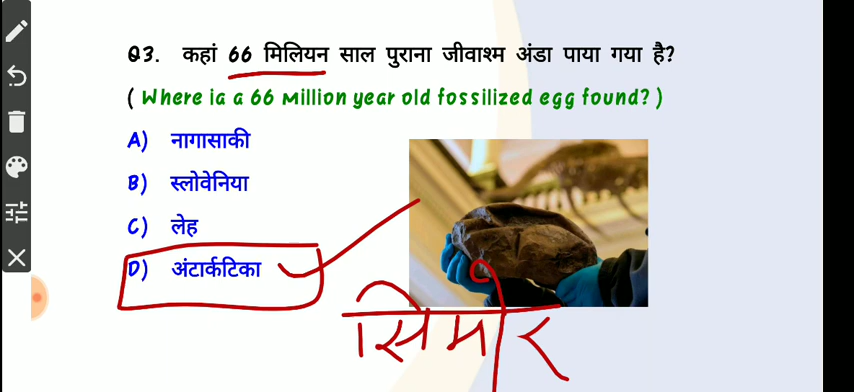 Q3. कहां 66 मिलियन साल पुराना जीवाश्म अंडा पाया गया है?
( Where ia a 66 Million year old fossilized egg found? )
A) नागासाकी
B) स्लोवेनिया
C) लेह
D) अंटार्कटिका
सिमोर